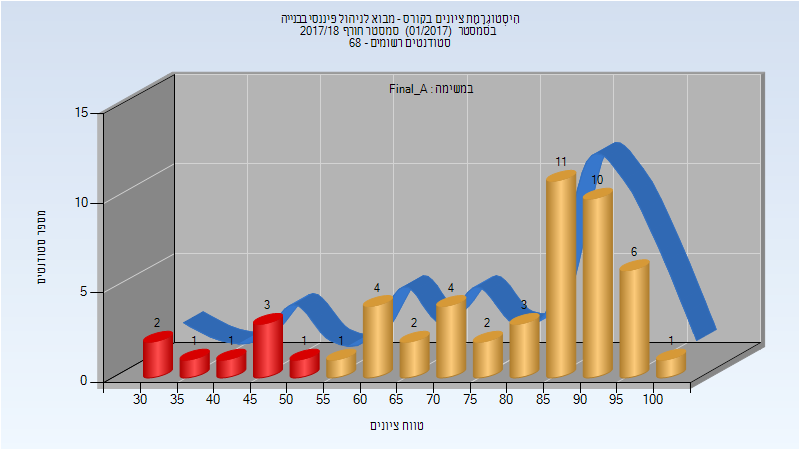 הִיסְטוֹגְרָמַת ציונים בקורס - מבוא לניהול פיננסי בבנייה
בסמסטר (01/2017) סמסטר חורף 2017/18
סטודנטים רשומים - 68
במשימה : Final_A
מספר סטודנטים
15
10
5
0
2
1
1
3
1
1
4
2
4
2
3
11
10
6
1
30 35 40 45 50 55 60 65 70 75 80 85 90 95 100
טווח ציונים